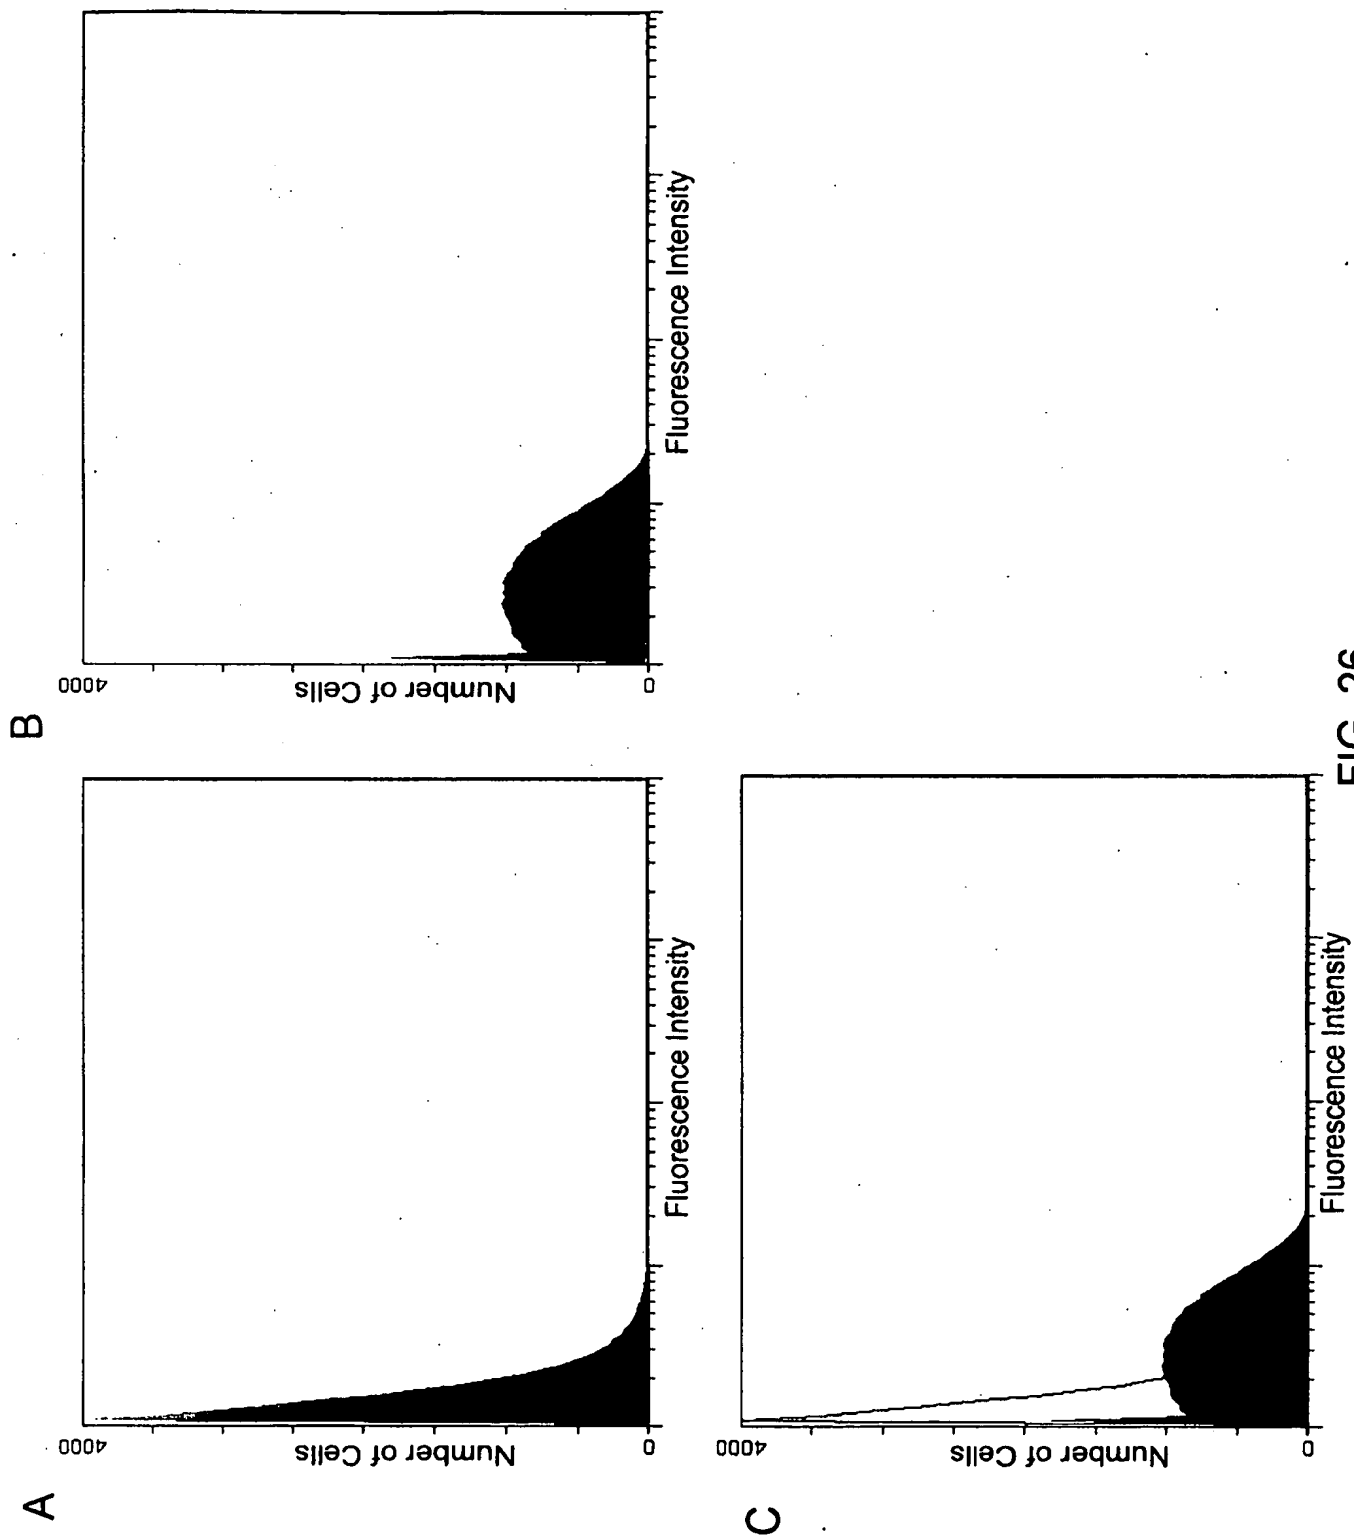 A
4000
Number of Cells
0
Fluorescence Intensity
B
4000
Number of Cells
0
Fluorescence Intensity
C
4000
Number of Cells
0
Fluorescence Intensity